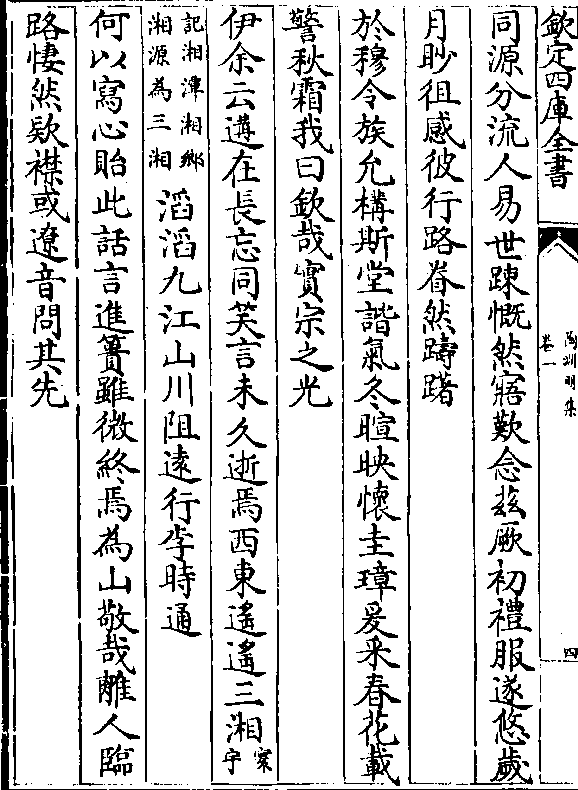 欽定四庫全書
陶淵明集
卷一
四
同源分流人易世踈慨然寤歎念兹厥初禮服遂悠歲
月眇徂感彼行路眷然躊躇
於穆令族允構斯堂諧氣冬暄映懷圭璋爰采春花載
警秋霜我曰欽哉實宗之光
伊余云遘在長忘同笑言未久逝焉西東遙遙三湘寰宇
記湘潭湘鄉湘源為三湘滔滔九江山川阻遠行李時通
何以寫心貽此話言進簣雖微終焉為山敬哉離人臨
路悽然款襟或遼音問其先